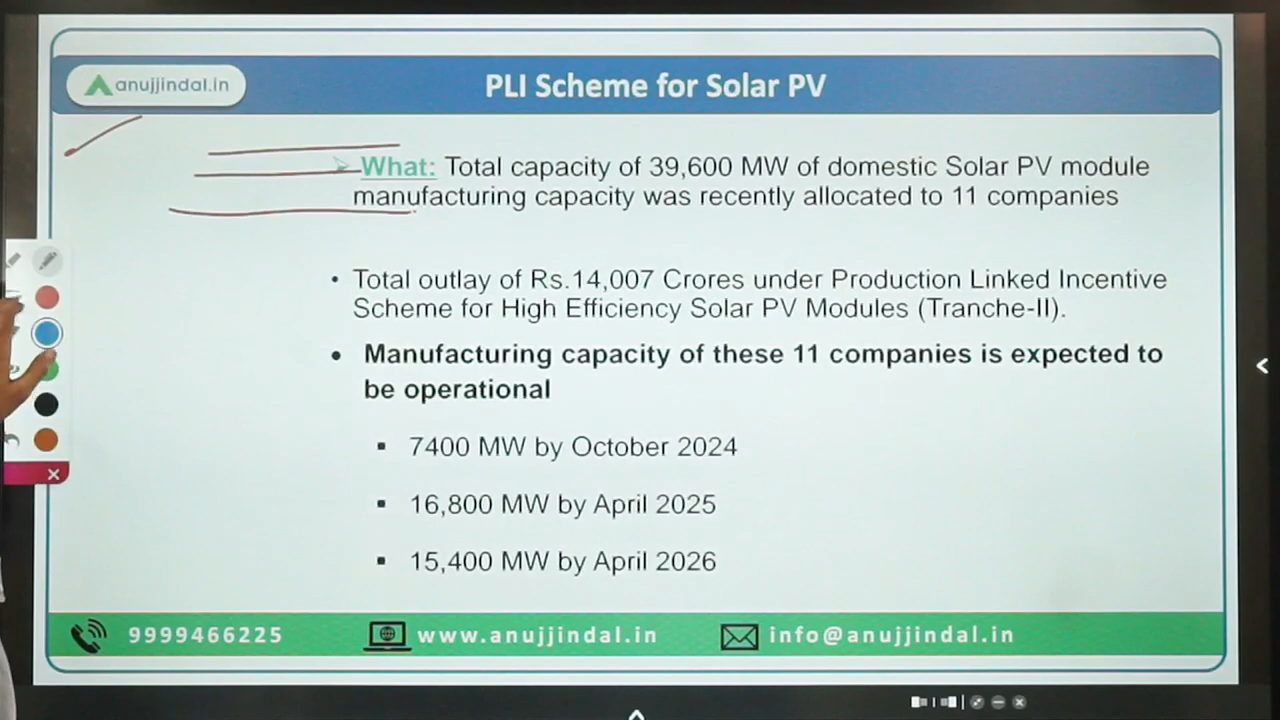 anujjindal.in
PLI Scheme for Solar PV
What: Total capacity of 39,600 MW of domestic Solar PV module
manufacturing capacity was recently allocated to 11 companies
• Total outlay of Rs.14,007 Crores under Production Linked Incentive
Scheme for High Efficiency Solar PV Modules (Tranche-II).
• Manufacturing capacity of these 11 companies is expected to
be operational
▪ 7400 MW by October 2024
▪ 16,800 MW by April 2025
▪ 15,400 MW by April 2026
9999466225 www.anujjindal.in info@anujjindal.in